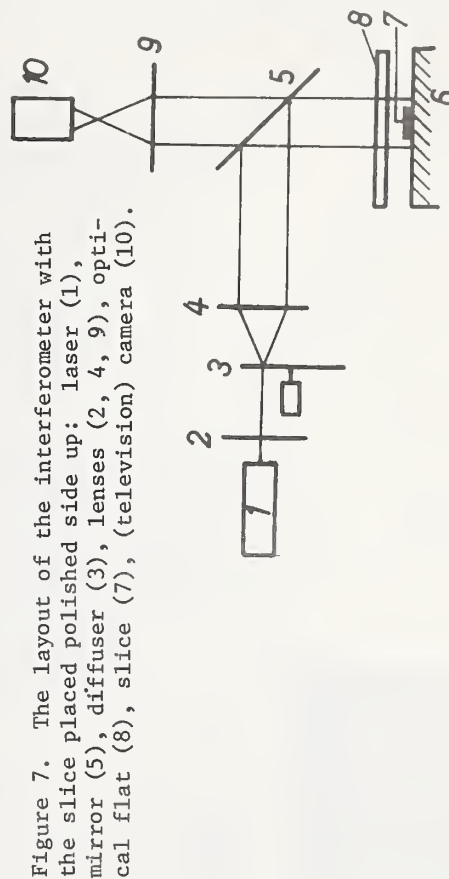 Figure 7.  The layout of the interferometer with
the slice placed polished side up:  laser (1),
mirror (5), diffuser (3), lenses (2, 4, 9), opti-
cal flat (8), slice (7), (television) camera (10).
1
2
3
4
5
6
7
8
9
10